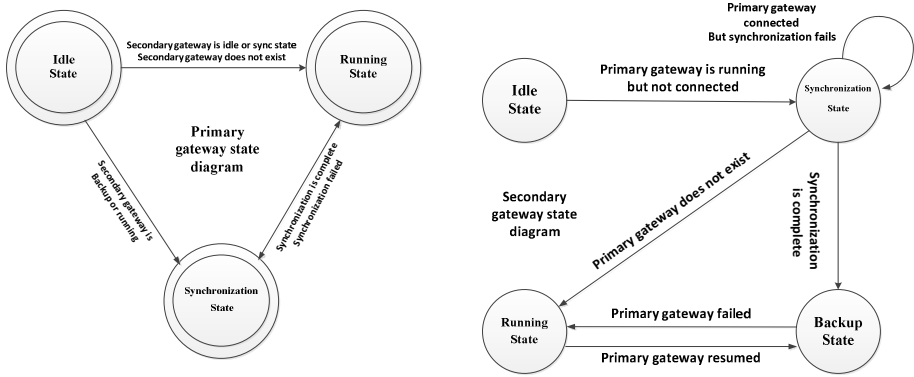 Idle
State
Secondary gateway is idle or sync state
Secondary gateway does not exist
Running
State
Primary
gateway state
diagram
Secondary gateway is
Backup or running
Synchronization is complete
Synchronization failed
Synchronization
State
Primary gateway
connected
But synchronization fails
Idle
State
Primary gateway is running
but not connected
Synchronization
State
Secondary
gateway state
diagram
Primary gateway does not exist
Synchronization
is complete
Running
State
Primary gateway failed
Primary gateway resumed
Backup
State